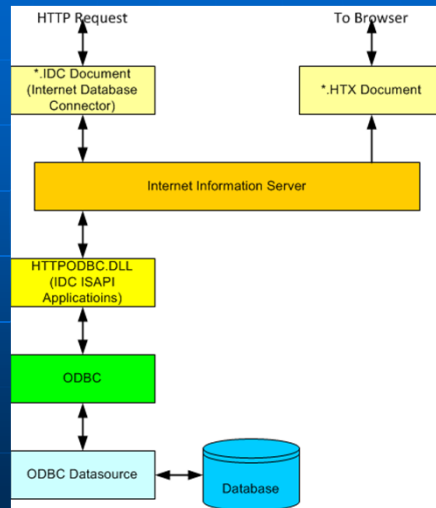 HTTP Request
To Browser
*.IDC Document
(Internet Database
Connector)
*.HTX Document
Internet Information Server
HTTPODBC.DLL
(IDC ISAPI
Applicatioins)
ODBC
ODBC Datasource
Database